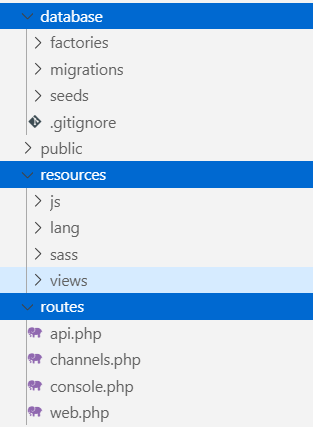 database
factories
migrations
seeds
.gitignore
public
resources
js
lang
sass
views
routes
api.php
channels.php
console.php
web.php